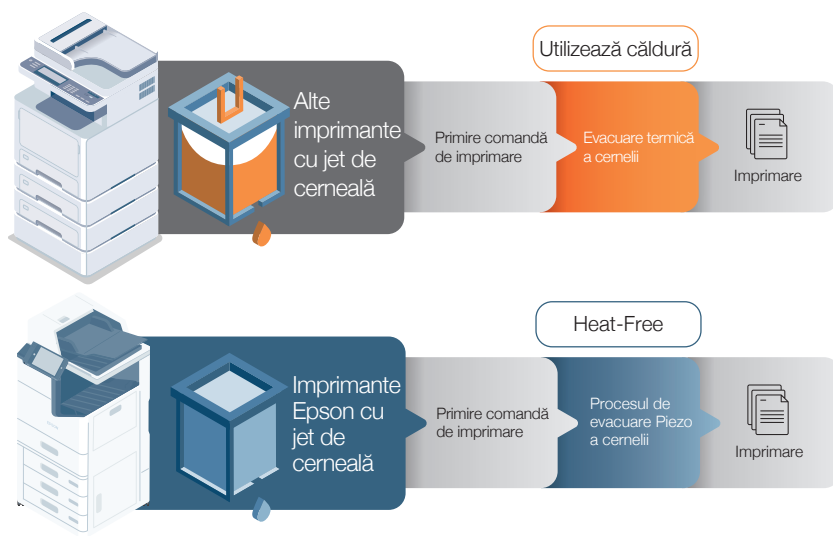 Utilizează căldură
Alte
imprimante
cu jet de
cerneală
Primire comandă
de imprimare
Evacuare termică
a cernelii
Imprimare
Heat-Free
Imprimante
Epson cu
jet de
cerneală
Primire comandă
de imprimare
Procesul de
evacuare Piezo
a cernelii
Imprimare